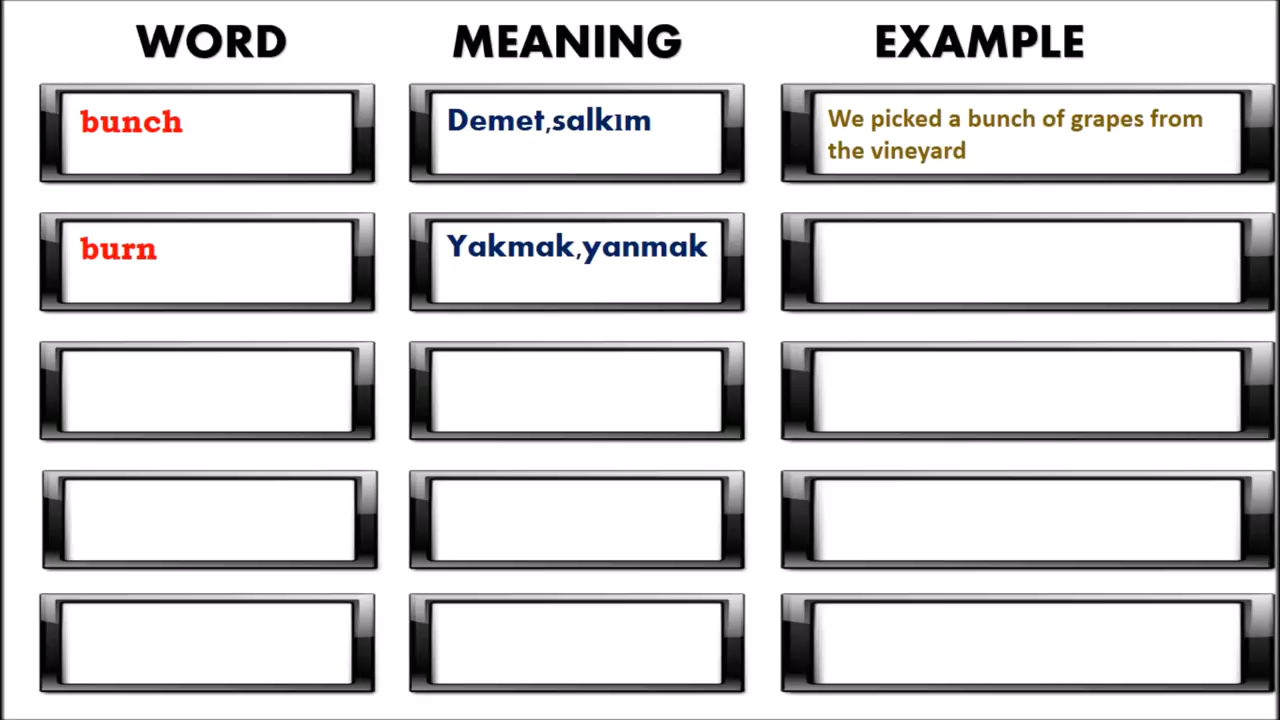 WORD MEANING EXAMPLE
bunch Demet,salkım We picked a bunch of grapes from
the vineyard
burn Yakmak,yanmak